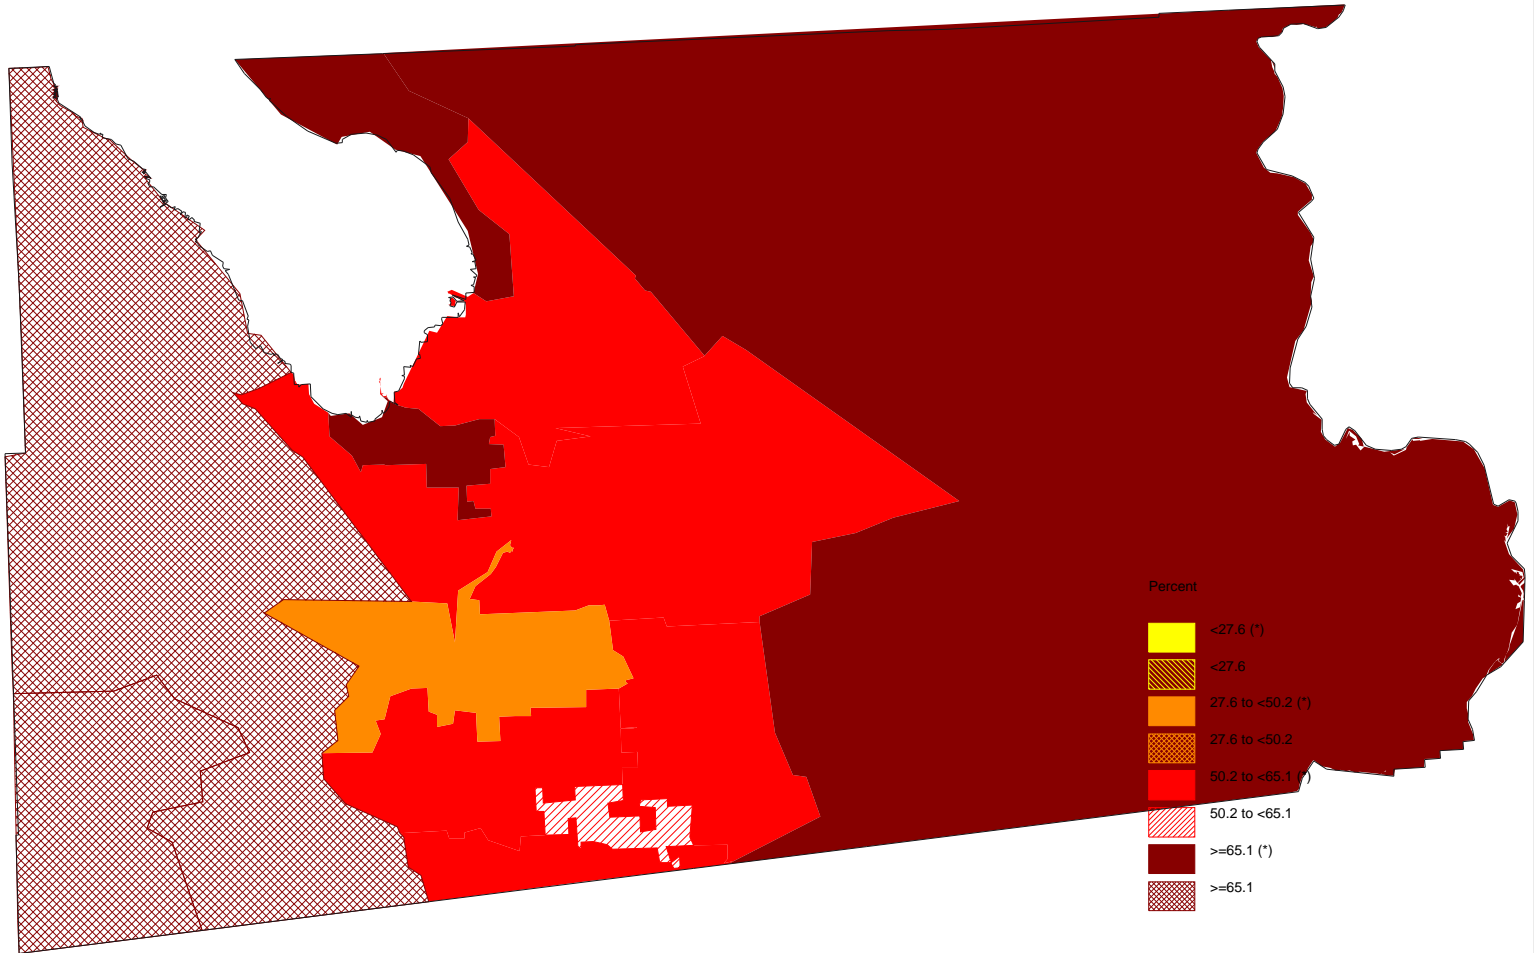 Percent
<27.6 (*)
<27.6
27.6 to <50.2 (*)
27.6 to <50.2
50.2 to <65.1 (*)
50.2 to <65.1
>=65.1 (*)
>=65.1